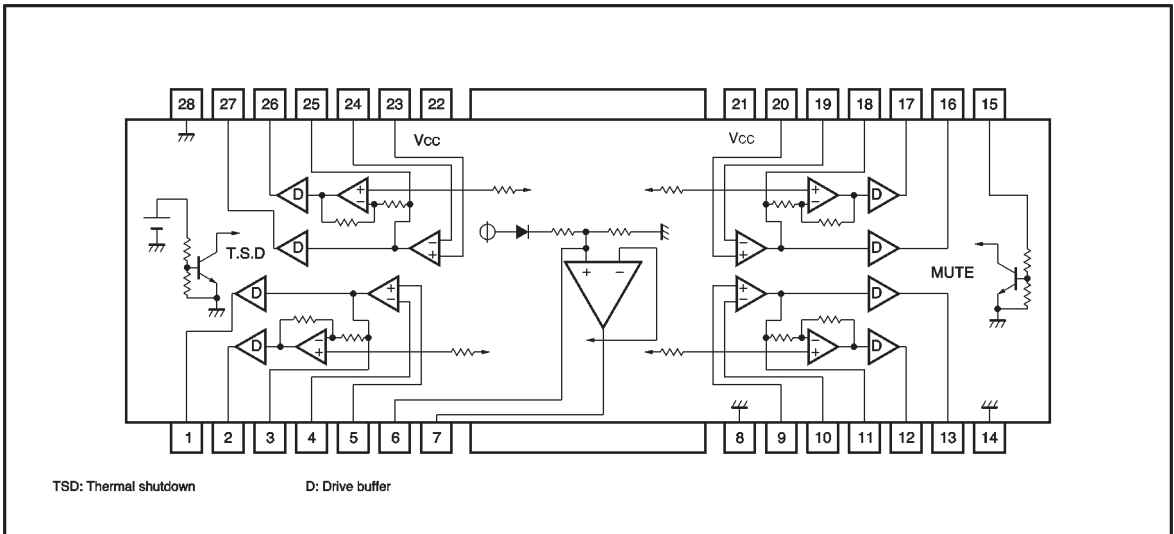 28 27 26 25 24 23 22 21 20 19 18 17 16 15
Vcc Vcc
D + − + − D
T.S.D D − + + − − + D MUTE
D + − + − D
D − + − + D
1 2 3 4 5 6 7 8 9 10 11 12 13 14
TSD: Thermal shutdown D: Drive buffer